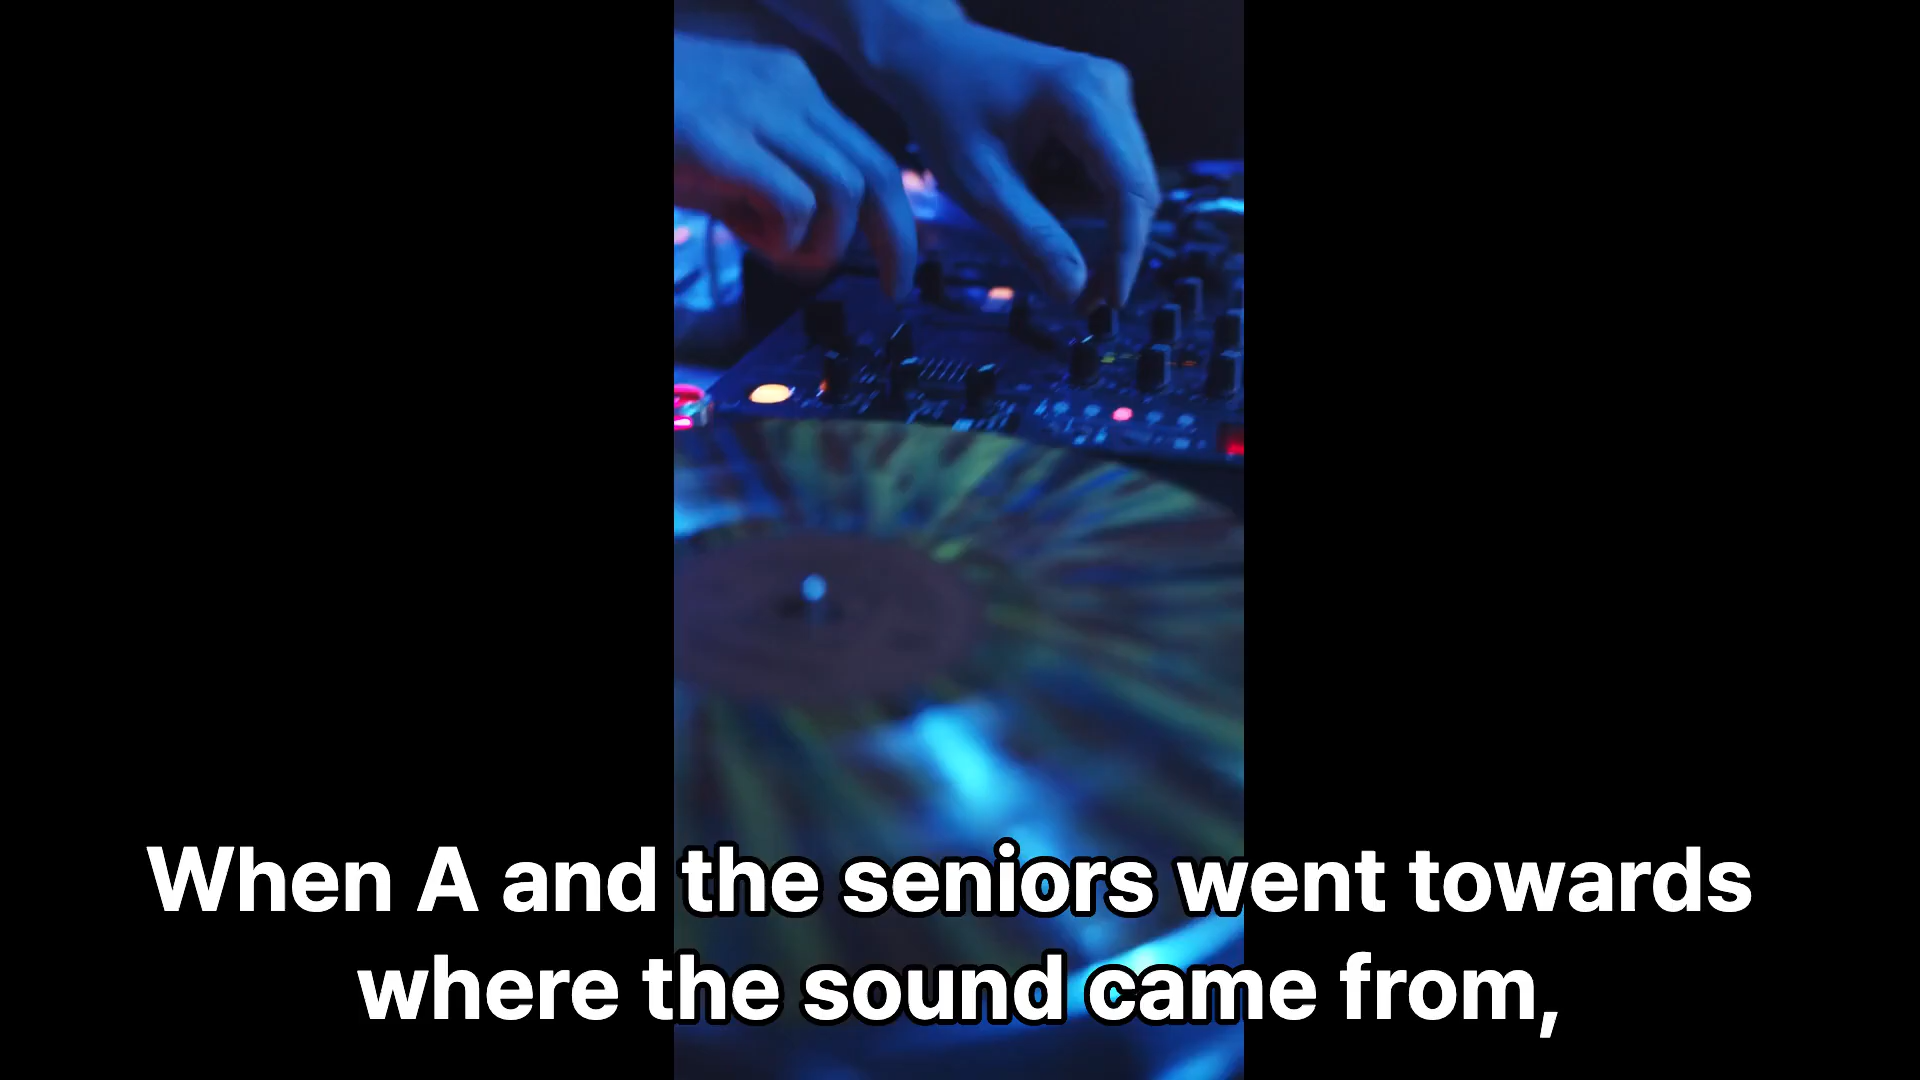 When A and the seniors went towards
where the sound came from,